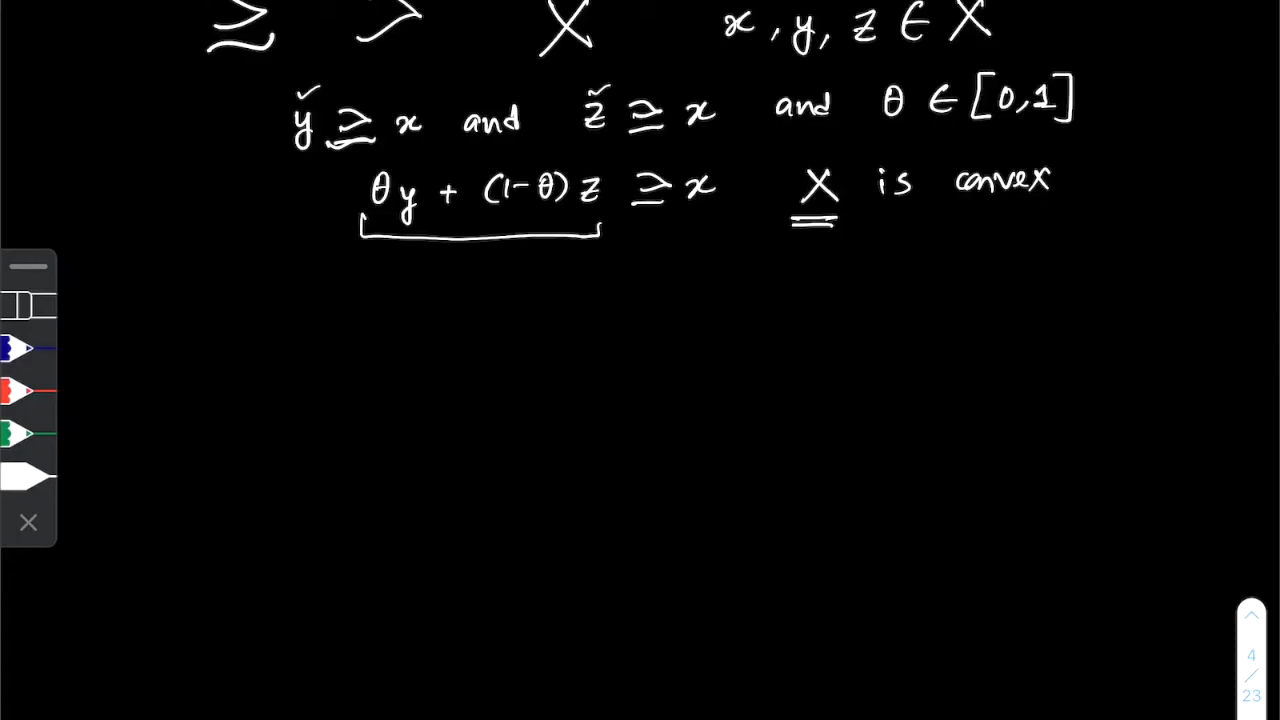 ≿ ≻ X x, y, z ∈ X
y ≿ x and z ≿ x and θ ∈ [0,1]
θy + (1-θ) z ≿ x X is convex
4
/
23